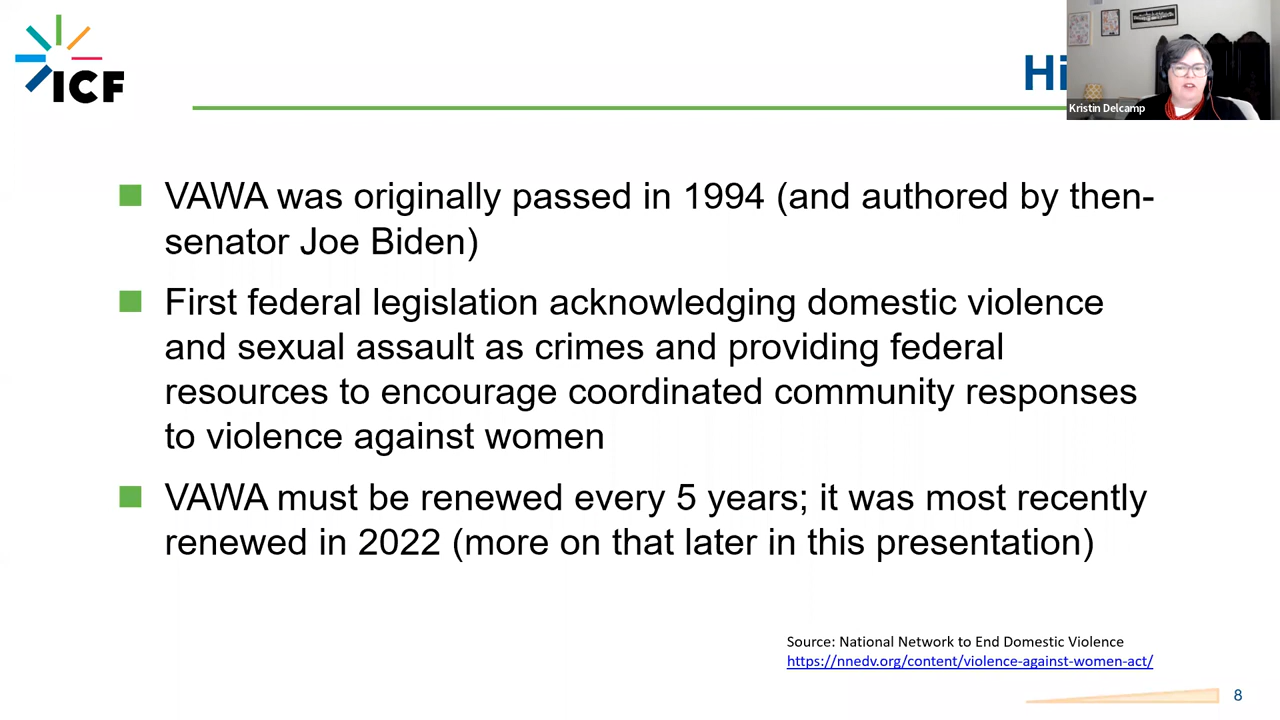 ICF
Hi
Kristin Delcamp
VAWA was originally passed in 1994 (and authored by then-
senator Joe Biden)
First federal legislation acknowledging domestic violence
and sexual assault as crimes and providing federal
resources to encourage coordinated community responses
to violence against women
VAWA must be renewed every 5 years; it was most recently
renewed in 2022 (more on that later in this presentation)
Source: National Network to End Domestic Violence
https://nnedv.org/content/violence-against-women-act/
8